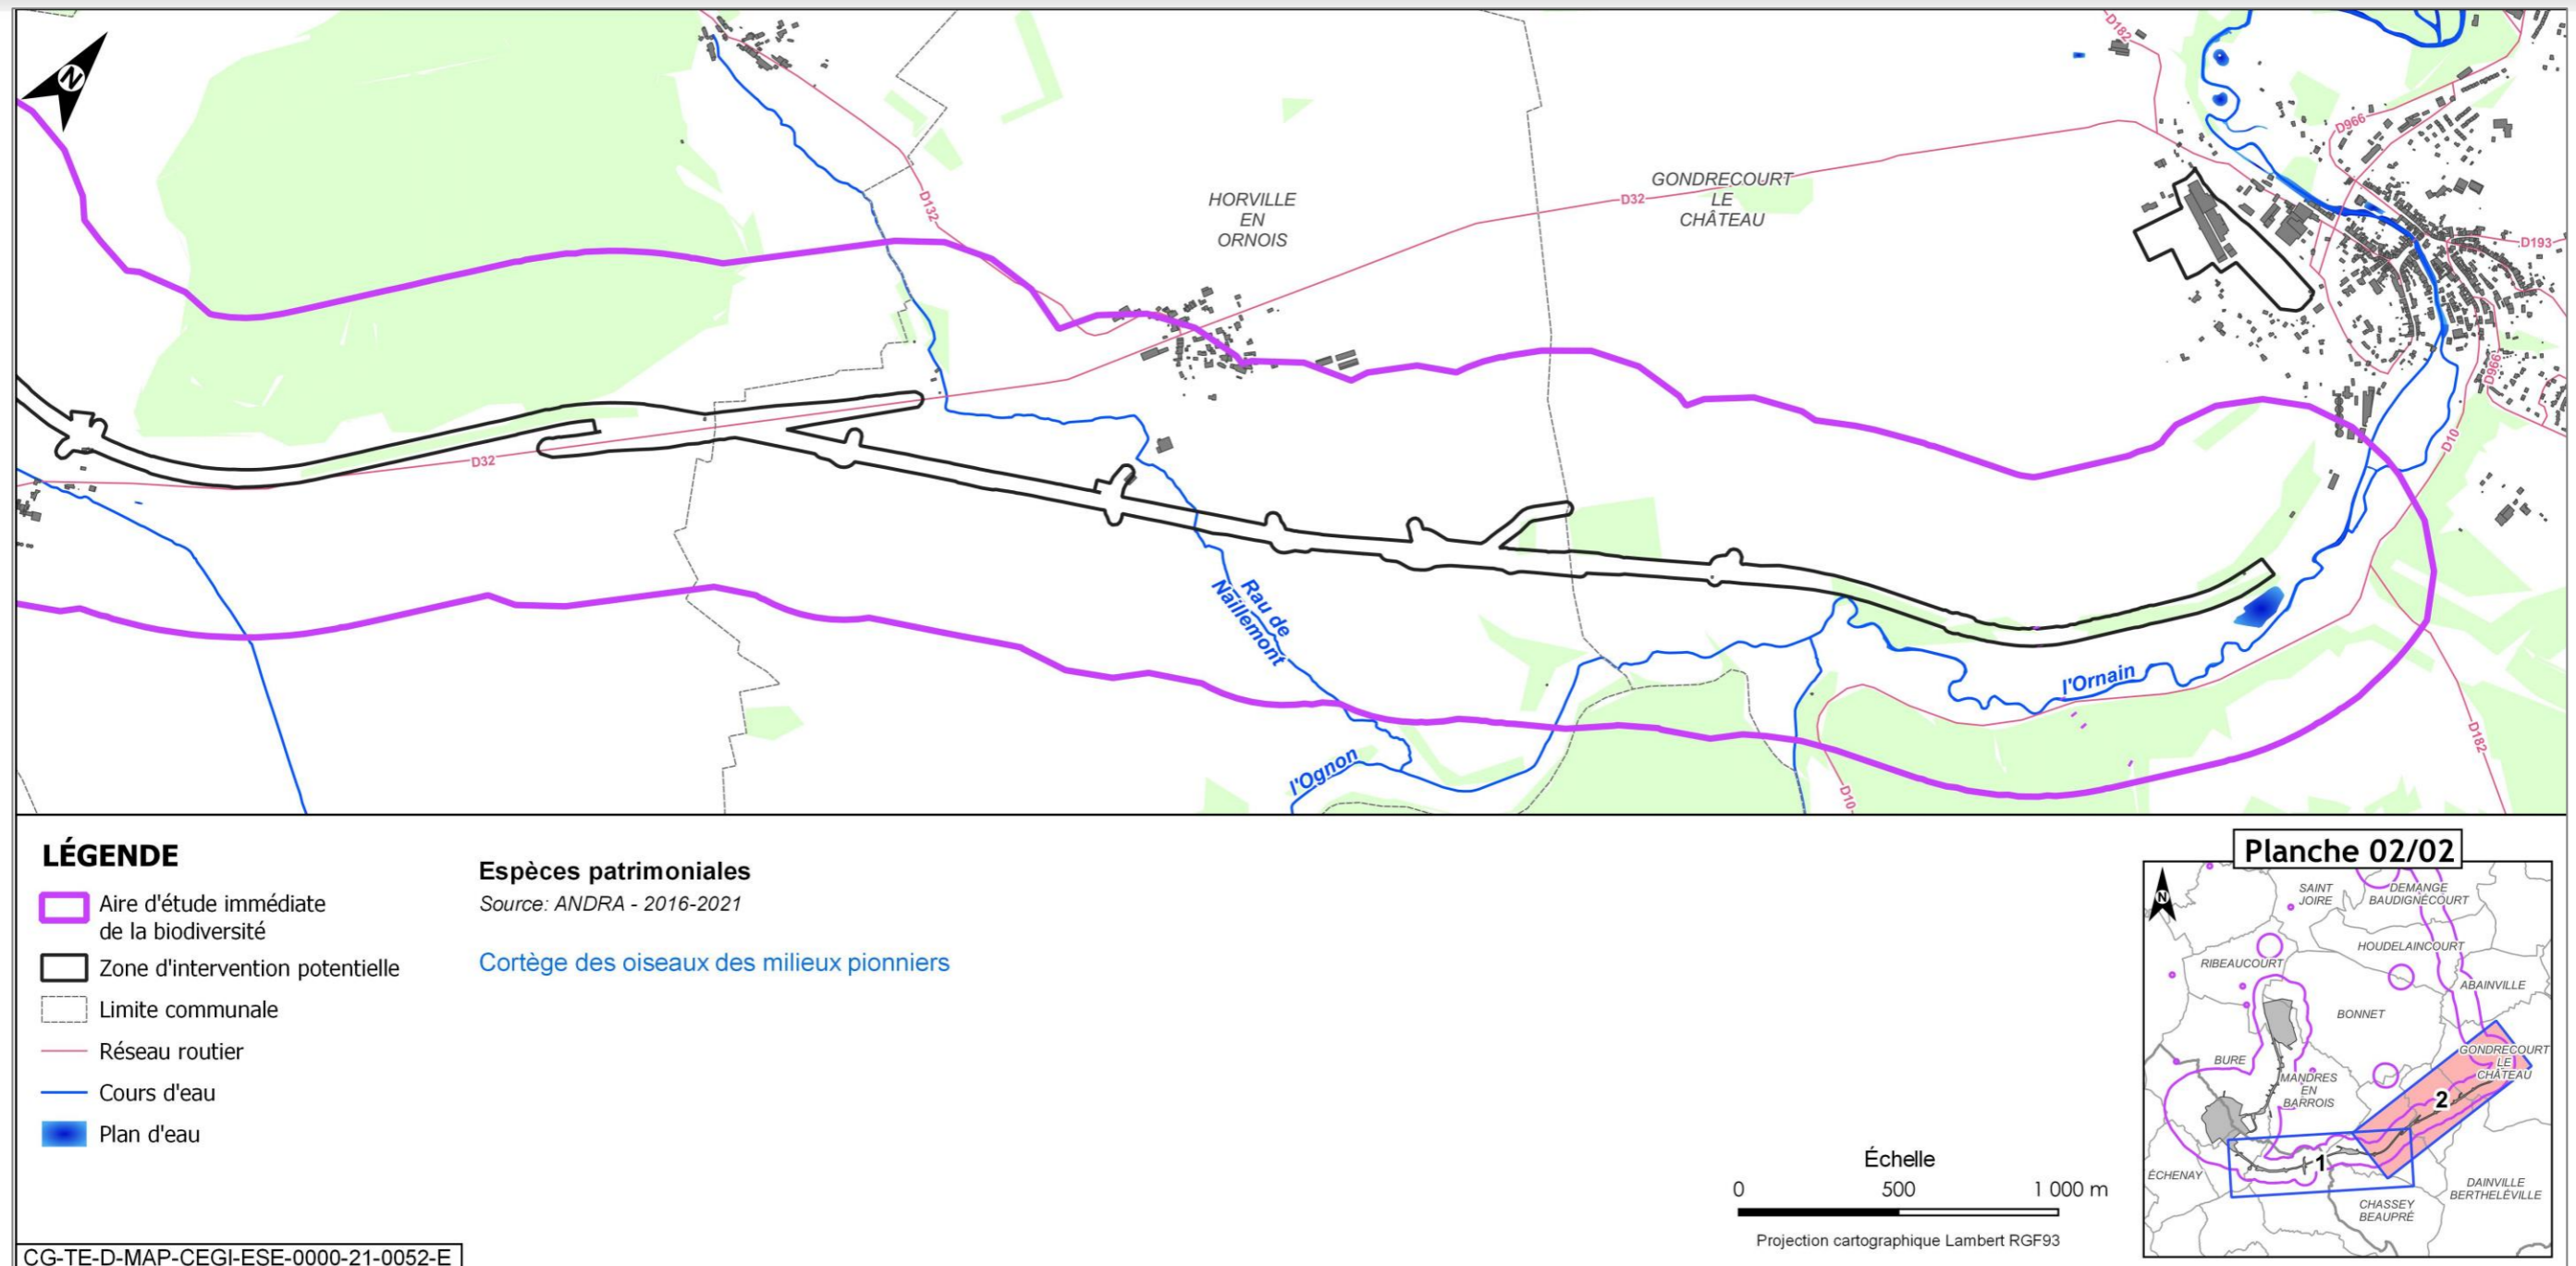 N
D182
D966
D132
HORVILLE
EN
ORNOIS
D32
GONDRECOURT
LE
CHÂTEAU
D193
D966
D10
D32
Rau de
Naillemont
l'Ornain
l'Ognon
D10
D182
LÉGENDE
Aire d'étude immédiate
de la biodiversité
Zone d'intervention potentielle
Limite communale
Réseau routier
Cours d'eau
Plan d'eau
Espèces patrimoniales
Source: ANDRA - 2016-2021
Cortège des oiseaux des milieux pionniers
Échelle
0 500 1 000 m
Projection cartographique Lambert RGF93
Planche 02/02
N
SAINT
JOIRE
DEMANGE
BAUDIGNÉCOURT
HOUDELAINCOURT
RIBEAUCOURT
ABAINVILLE
BONNET
BURE
GONDRECOURT
LE
CHÂTEAU
MANDRES
EN
BARROIS
2
1
ÉCHENAY
DAINVILLE
BERTHELÉVILLE
CHASSEY
BEAUPRÉ
CG-TE-D-MAP-CEGI-ESE-0000-21-0052-E